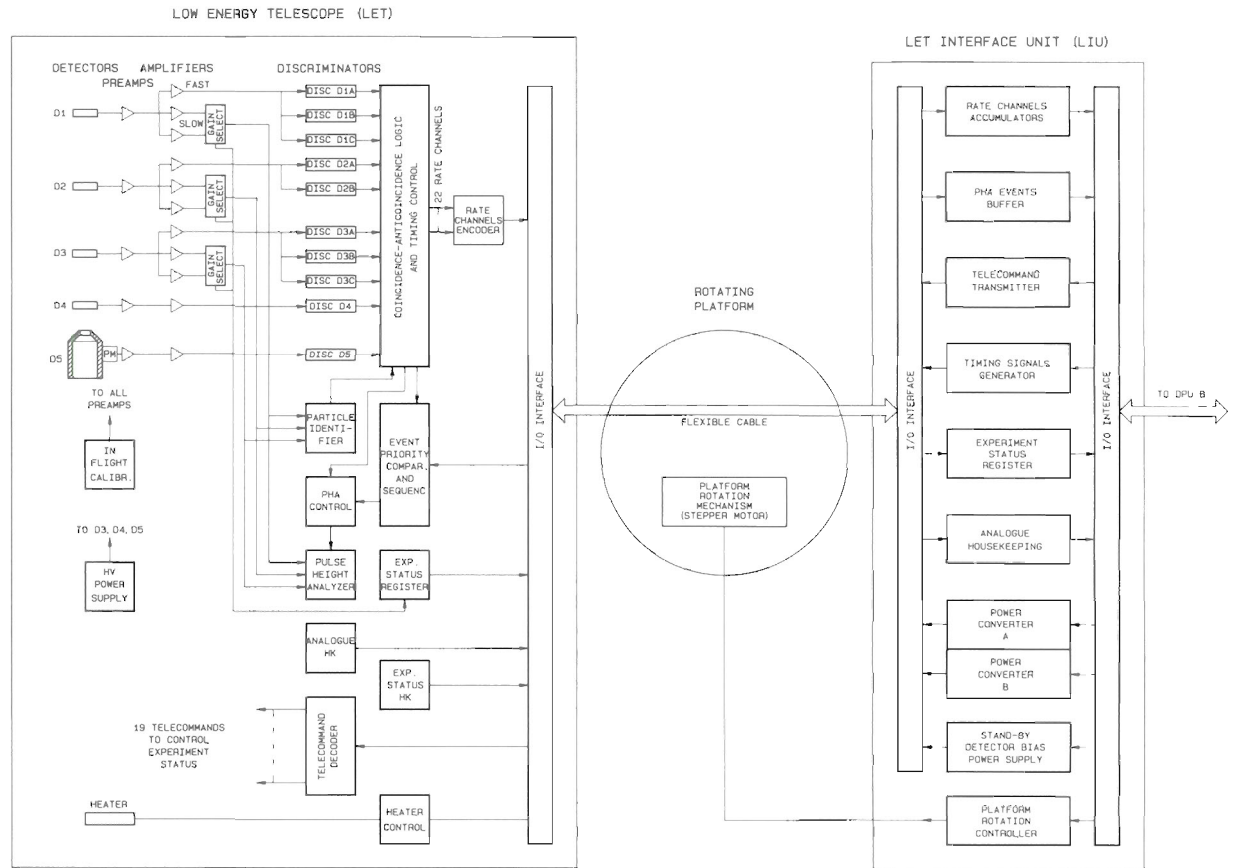 LOW ENERGY TELESCOPE (LET)
DETECTORS
AMPLIFIERS
PREAMPS
DISCRIMINATORS
FAST
SLOW
D1
D2
D3
D4
D5
PM
GAIN
SELECT
GAIN
SELECT
GAIN
SELECT
DISC D1A
DISC D1B
DISC D1C
DISC D2A
DISC D2B
DISC D3A
DISC D3B
DISC D3C
DISC D4
DISC D5
COINCIDENCE-ANTICOINCIDENCE LOGIC
AND TIMING CONTROL
22 RATE CHANNELS
RATE
CHANNELS
ENCODER
I/O INTERFACE
TO ALL
PREAMPS
IN
FLIGHT
CALIBR.
TO D3, D4, D5
HV
POWER
SUPPLY
PARTICLE
IDENTI-
FIER
EVENT
PRIORITY
COMPAR.
AND
SEQUENC
PHA
CONTROL
PULSE
HEIGHT
ANALYZER
EXP.
STATUS
REGISTER
ANALOGUE
HK
EXP.
STATUS
HK
19 TELECOMMANDS
TO CONTROL
EXPERIMENT
STATUS
TELECOMMAND
DECODER
HEATER
HEATER
CONTROL
ROTATING
PLATFORM
FLEXIBLE CABLE
PLATFORM
ROTATION
MECHANISM
(STEPPER MOTOR)
LET INTERFACE UNIT (LIU)
I/O INTERFACE
RATE CHANNELS
ACCUMULATORS
PHA EVENTS
BUFFER
TELECOMMAND
TRANSMITTER
TIMING SIGNALS
GENERATOR
EXPERIMENT
STATUS
REGISTER
ANALOGUE
HOUSEKEEPING
POWER
CONVERTER
A
POWER
CONVERTER
B
STAND-BY
DETECTOR BIAS
POWER SUPPLY
PLATFORM
ROTATION
CONTROLLER
I/O INTERFACE
TO DPU B